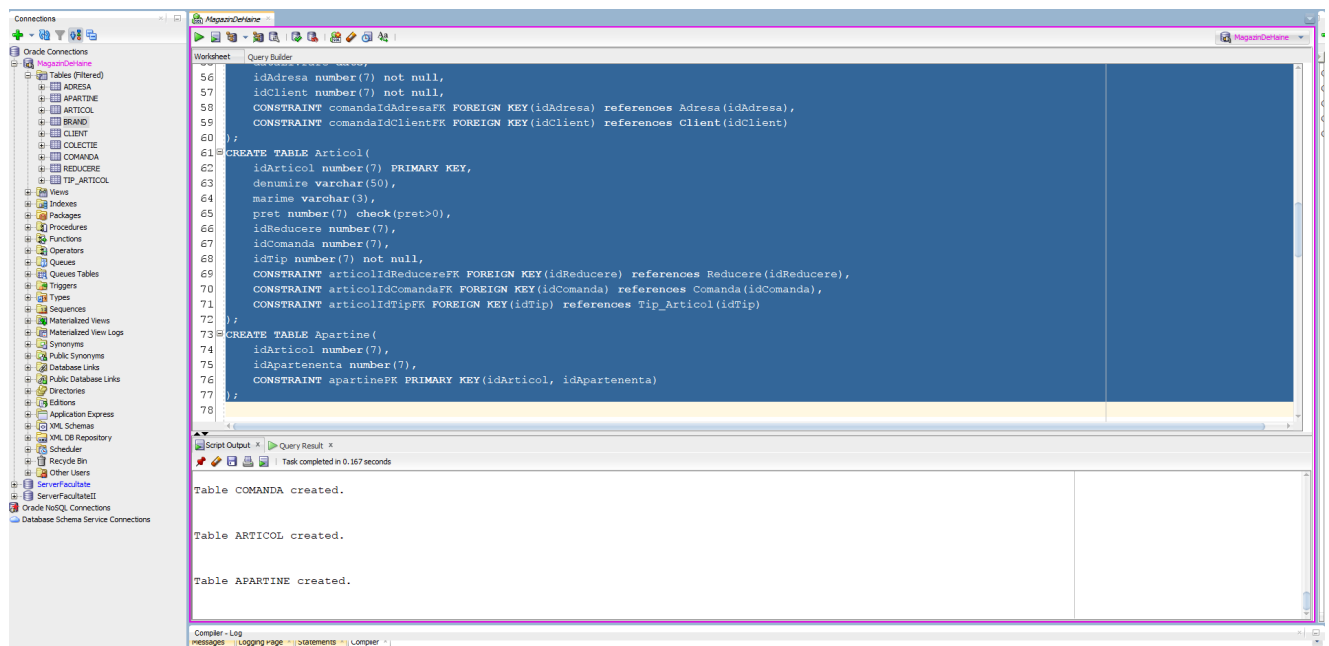 Connections
MagazinDeHaine
Oracle Connections
MagazinDeHaine
Tables (Filtered)
ADRESA
APARTINE
ARTICOL
BRAND
CLIENT
COLECTIE
COMANDA
REDUCERE
TIP_ARTICOL
Views
Indexes
Packages
Procedures
Functions
Operators
Queues
Queues Tables
Triggers
Types
Sequences
Materialized Views
Materialized View Logs
Synonyms
Public Synonyms
Database Links
Public Database Links
Directories
Editions
Application Express
XML Schemas
XML DB Repository
Scheduler
Recycle Bin
Other Users
ServerFacultate
ServerFacultateII
Oracle NoSQL Connections
Database Schema Service Connections
MagazinDeHaine
Worksheet Query Builder
56 idAdresa number(7) not null,
57 idClient number(7) not null,
58 CONSTRAINT comandaIdAdresaFK FOREIGN KEY(idAdresa) references Adresa(idAdresa),
59 CONSTRAINT comandaIdClientFK FOREIGN KEY(idClient) references Client(idClient)
60 );
61 CREATE TABLE Articol(
62 idArticol number(7) PRIMARY KEY,
63 denumire varchar(50),
64 marime varchar(3),
65 pret number(7) check(pret>0),
66 idReducere number(7),
67 idComanda number(7),
68 idTip number(7) not null,
69 CONSTRAINT articolIdReducereFK FOREIGN KEY(idReducere) references Reducere(idReducere),
70 CONSTRAINT articolIdComandaFK FOREIGN KEY(idComanda) references Comanda(idComanda),
71 CONSTRAINT articolIdTipFK FOREIGN KEY(idTip) references Tip_Articol(idTip)
72 );
73 CREATE TABLE Apartine(
74 idArticol number(7),
75 idApartenenta number(7),
76 CONSTRAINT apartinePK PRIMARY KEY(idArticol, idApartenenta)
77 );
78
Script Output x Query Result x
Task completed in 0.167 seconds
Table COMANDA created.
Table ARTICOL created.
Table APARTINE created.
Compiler - Log
Messages Logging Page Statements Compiler